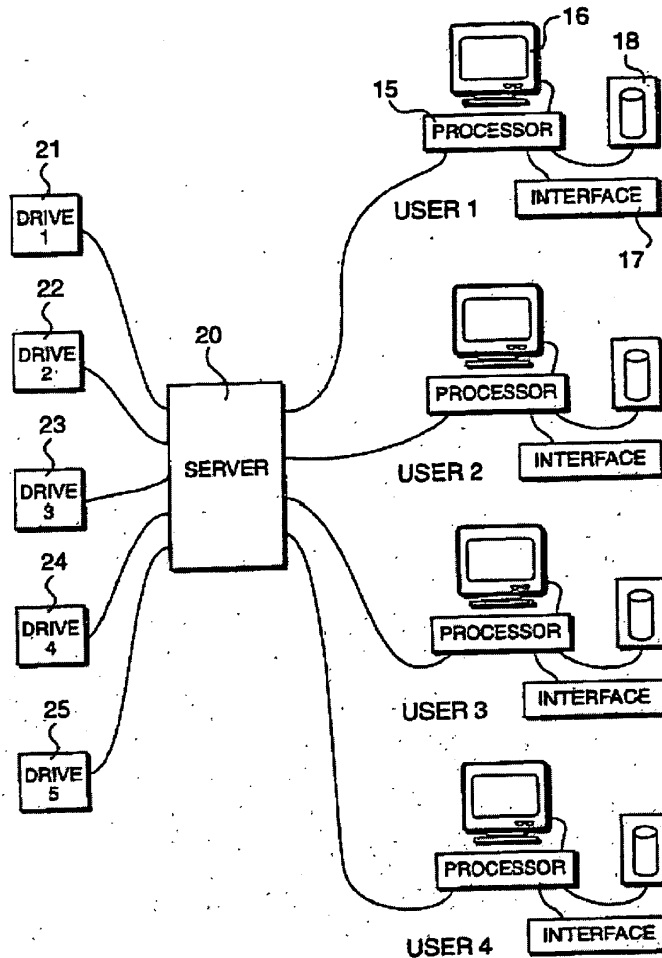 16
18
15
PROCESSOR
INTERFACE
USER 1
17
21
DRIVE
1
22
DRIVE
2
20
SERVER
PROCESSOR
INTERFACE
USER 2
23
DRIVE
3
24
DRIVE
4
PROCESSOR
INTERFACE
USER 3
25
DRIVE
5
PROCESSOR
INTERFACE
USER 4